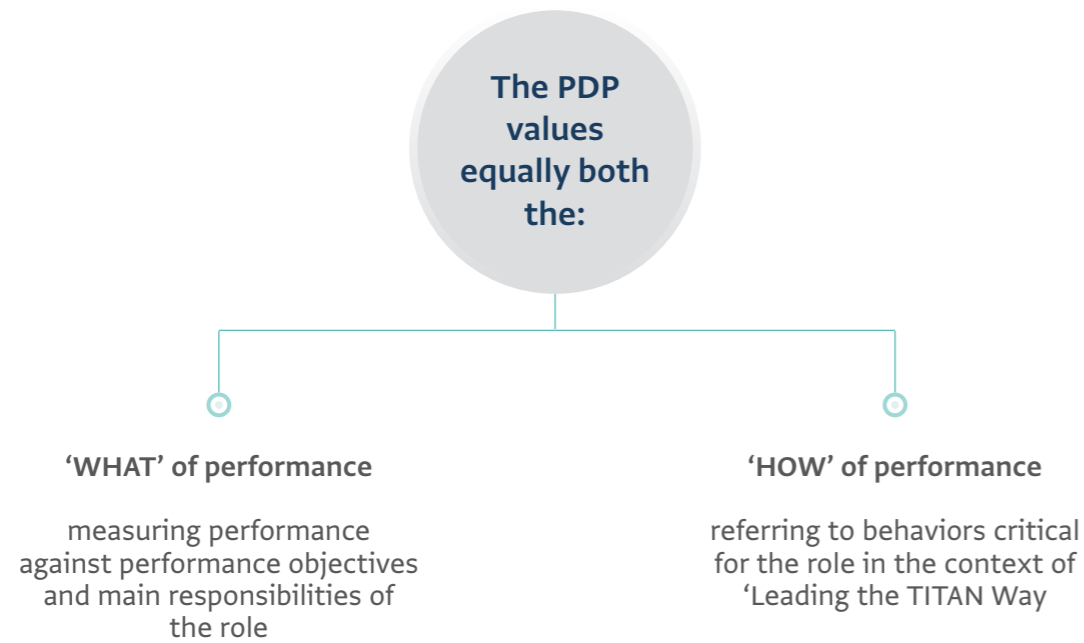 The PDP
values
equally both
the:
‘WHAT’ of performance
measuring performance
against performance objectives
and main responsibilities of
the role
‘HOW’ of performance
referring to behaviors critical
for the role in the context of
‘Leading the TITAN Way